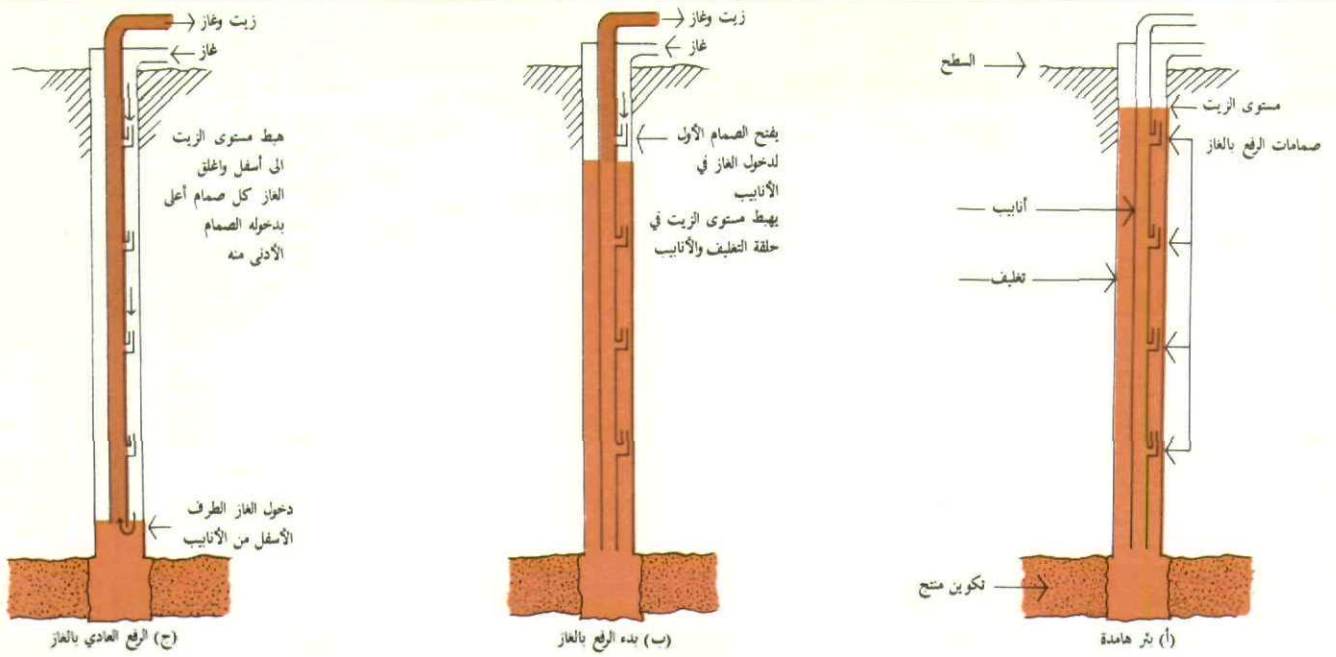 السطح
مستوى الزيت
صمامات الرفع بالغاز
أنابيب
تغليف
تكوين منتج
(أ) بئر هامدة
زيت وغاز
غاز
يفتح الصمام الأول
لدخول الغاز في
الأنابيب
يهبط مستوى الزيت في
حلقة التغليف والأنابيب
(ب) بدء الرفع بالغاز
زيت وغاز
غاز
هبط مستوى الزيت
الى أسفل واغلق
الغاز كل صمام أعلى
بدخوله الصمام
الأدنى منه
دخول الغاز الطرف
الأسفل من الأنابيب
(ج) الرفع العادي بالغاز